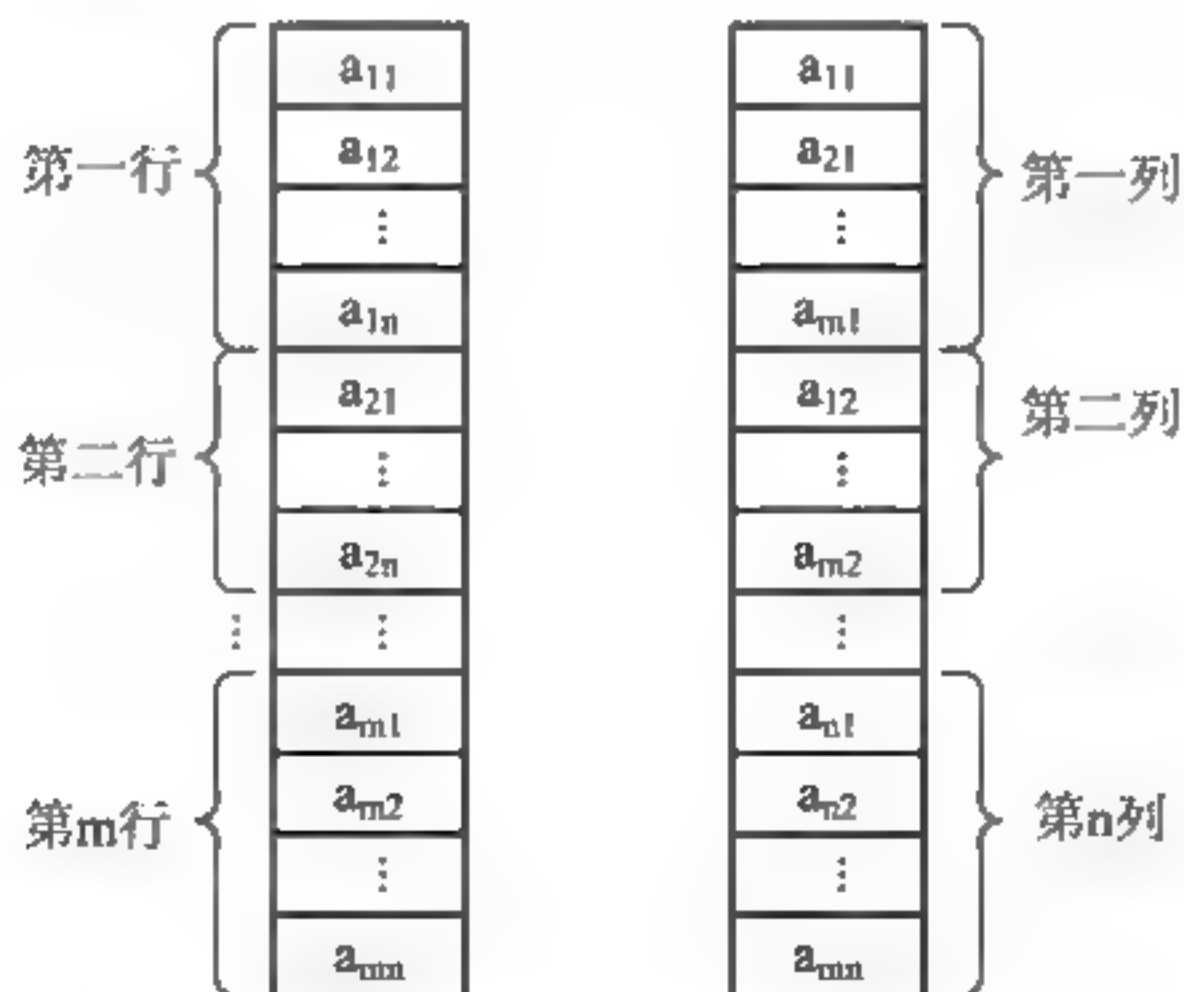 a11 a11
第一行 a12 a21 第一列
⋮ ⋮
a1n am1
a21 a12
第二行 ⋮ ⋮ 第二列
a2n am2
⋮ ⋮ ⋮
am1 an1
第m行 am2 an2 第n列
⋮ ⋮
amn amn